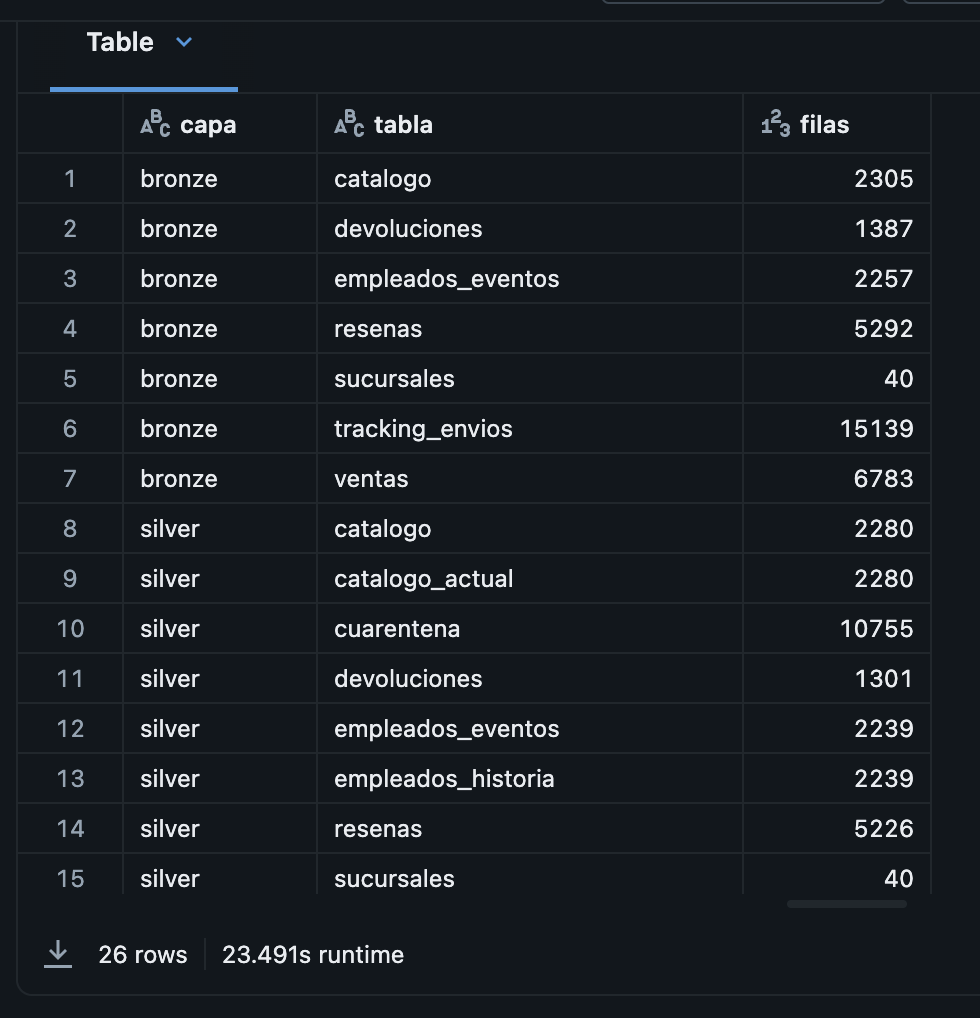 Table
ABC capa ABC tabla 123 filas
1 bronze catalogo 2305
2 bronze devoluciones 1387
3 bronze empleados_eventos 2257
4 bronze resenas 5292
5 bronze sucursales 40
6 bronze tracking_envios 15139
7 bronze ventas 6783
8 silver catalogo 2280
9 silver catalogo_actual 2280
10 silver cuarentena 10755
11 silver devoluciones 1301
12 silver empleados_eventos 2239
13 silver empleados_historia 2239
14 silver resenas 5226
15 silver sucursales 40
26 rows 23.491s runtime